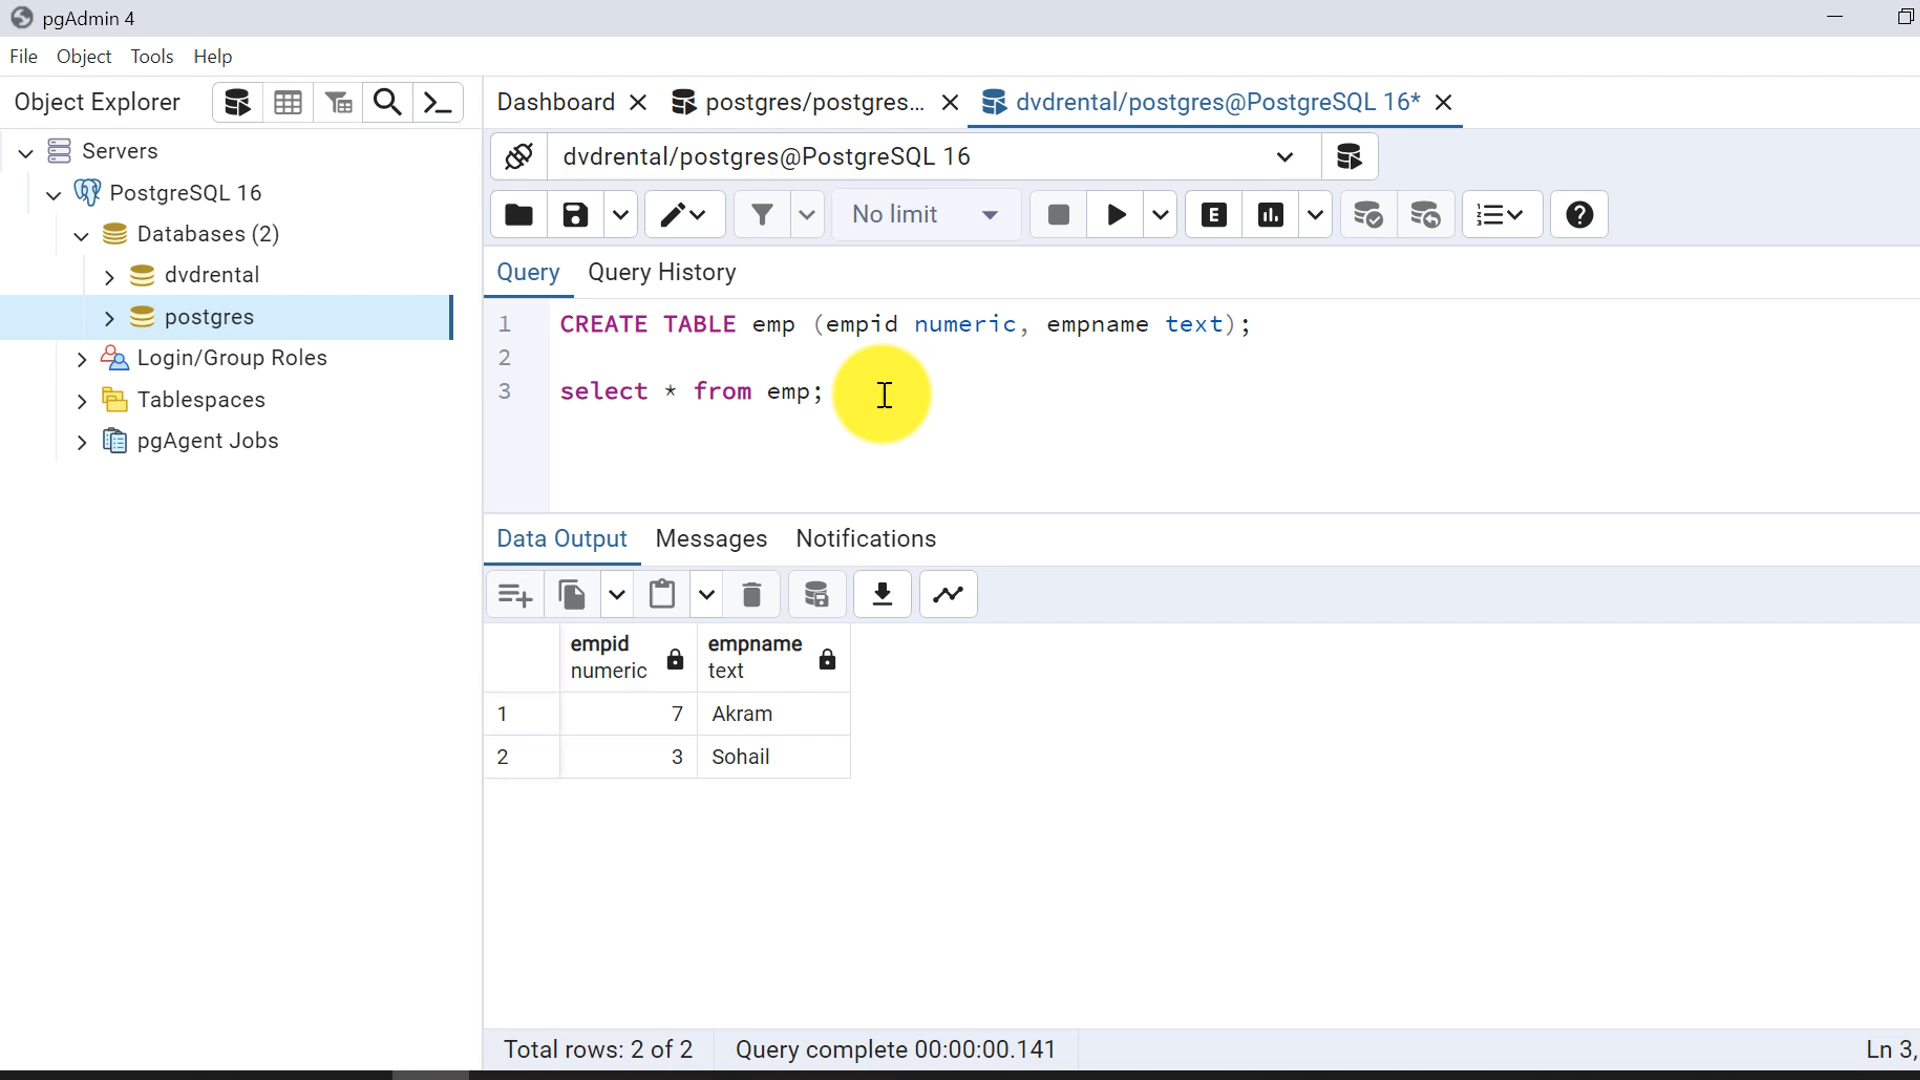 pgAdmin 4
File Object Tools Help
Object Explorer
Dashboard
postgres/postgres...
dvdrental/postgres@PostgreSQL 16*
Servers
dvdrental/postgres@PostgreSQL 16
PostgreSQL 16
No limit
E
Databases (2)
dvdrental
Query Query History
postgres
1 CREATE TABLE emp (empid numeric, empname text);
Login/Group Roles
2
3 select * from emp;
Tablespaces
pgAgent Jobs
Data Output Messages Notifications
empid empname
numeric text
1 7 Akram
2 3 Sohail
Total rows: 2 of 2 Query complete 00:00:00.141 Ln 3,